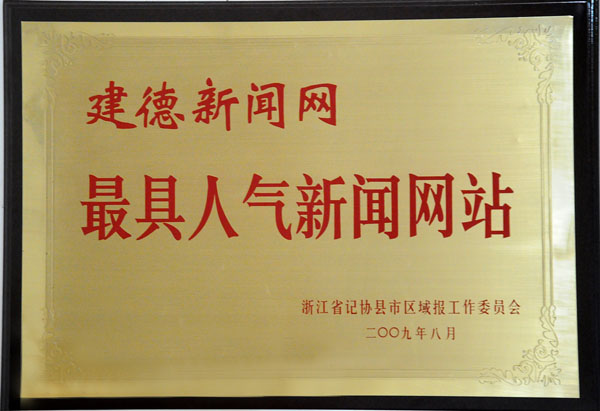 建德新闻网
最具人气新闻网站
浙江省记协县市区域报工作委员会
二〇〇九年八月